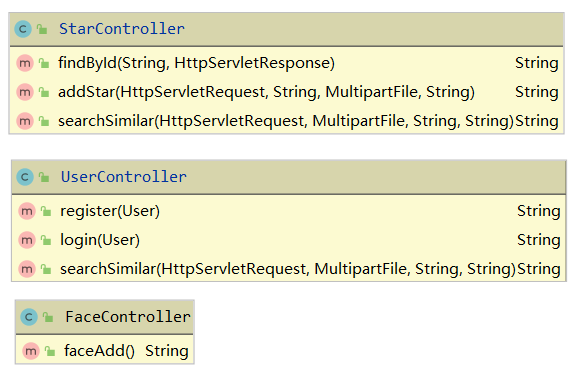 C StarController
m findById(String, HttpServletResponse) String
m addStar(HttpServletRequest, String, MultipartFile, String) String
m searchSimilar(HttpServletRequest, MultipartFile, String, String) String
C UserController
m register(User) String
m login(User) String
m searchSimilar(HttpServletRequest, MultipartFile, String, String) String
C FaceController
m faceAdd() String